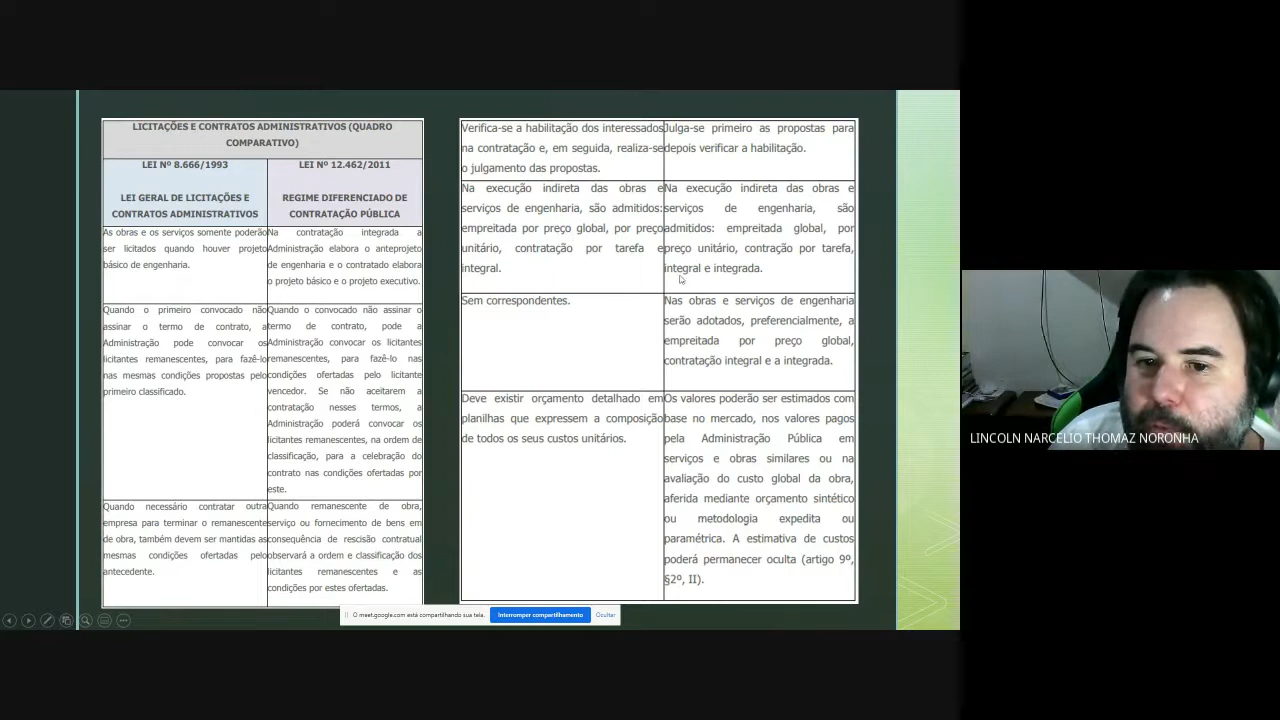 LICITAÇÕES E CONTRATOS ADMINISTRATIVOS (QUADRO
COMPARATIVO)
LEI Nº 8.666/1993
LEI GERAL DE LICITAÇÕES E
CONTRATOS ADMINISTRATIVOS
LEI Nº 12.462/2011
REGIME DIFERENCIADO DE
CONTRATAÇÃO PÚBLICA
As obras e os serviços somente poderão
ser licitados quando houver projeto
básico de engenharia.
Na contratação integrada a
Administração elabora o anteprojeto
de engenharia e o contratado elabora
o projeto básico e o projeto executivo.
Quando o primeiro convocado não
assinar o termo de contrato, a
Administração pode convocar os
licitantes remanescentes, para fazê-lo
nas mesmas condições propostas pelo
primeiro classificado.
Quando o convocado não assinar o
termo de contrato, pode a
Administração convocar os licitantes
remanescentes, para fazê-lo nas
condições ofertadas pelo licitante
vencedor. Se não aceitarem a
contratação nesses termos, a
Administração poderá convocar os
licitantes remanescentes, na ordem de
classificação, para a celebração do
contrato nas condições ofertadas por
este.
Quando necessário contratar outra
empresa para terminar o remanescente
de obra, também devem ser mantidas as
mesmas condições ofertadas pelo
antecedente.
Quando remanescente de obra,
serviço ou fornecimento de bens em
consequência de rescisão contratual
observará a ordem e classificação dos
licitantes remanescentes e as
condições por estes ofertadas.
Verifica-se a habilitação dos interessados
na contratação e, em seguida, realiza-se
o julgamento das propostas.
Julga-se primeiro as propostas para
depois verificar a habilitação.
Na execução indireta das obras e
serviços de engenharia, são admitidos:
empreitada por preço global, por preço
unitário, contratação por tarefa e
integral.
Na execução indireta das obras e
serviços de engenharia, são
admitidos: empreitada global, por
preço unitário, contração por tarefa,
integral e integrada.
Sem correspondentes.
Nas obras e serviços de engenharia
serão adotados, preferencialmente, a
empreitada por preço global,
contratação integral e a integrada.
Deve existir orçamento detalhado em
planilhas que expressem a composição
de todos os seus custos unitários.
Os valores poderão ser estimados com
base no mercado, nos valores pagos
pela Administração Pública em
serviços e obras similares ou na
avaliação do custo global da obra,
aferida mediante orçamento sintético
ou metodologia expedita ou
paramétrica. A estimativa de custos
poderá permanecer oculta (artigo 9º,
§2º, II).
O meet.google.com está compartilhando sua tela.
Interromper compartilhamento
Ocultar
LINCOLN NARCELIO THOMAZ NORONHA